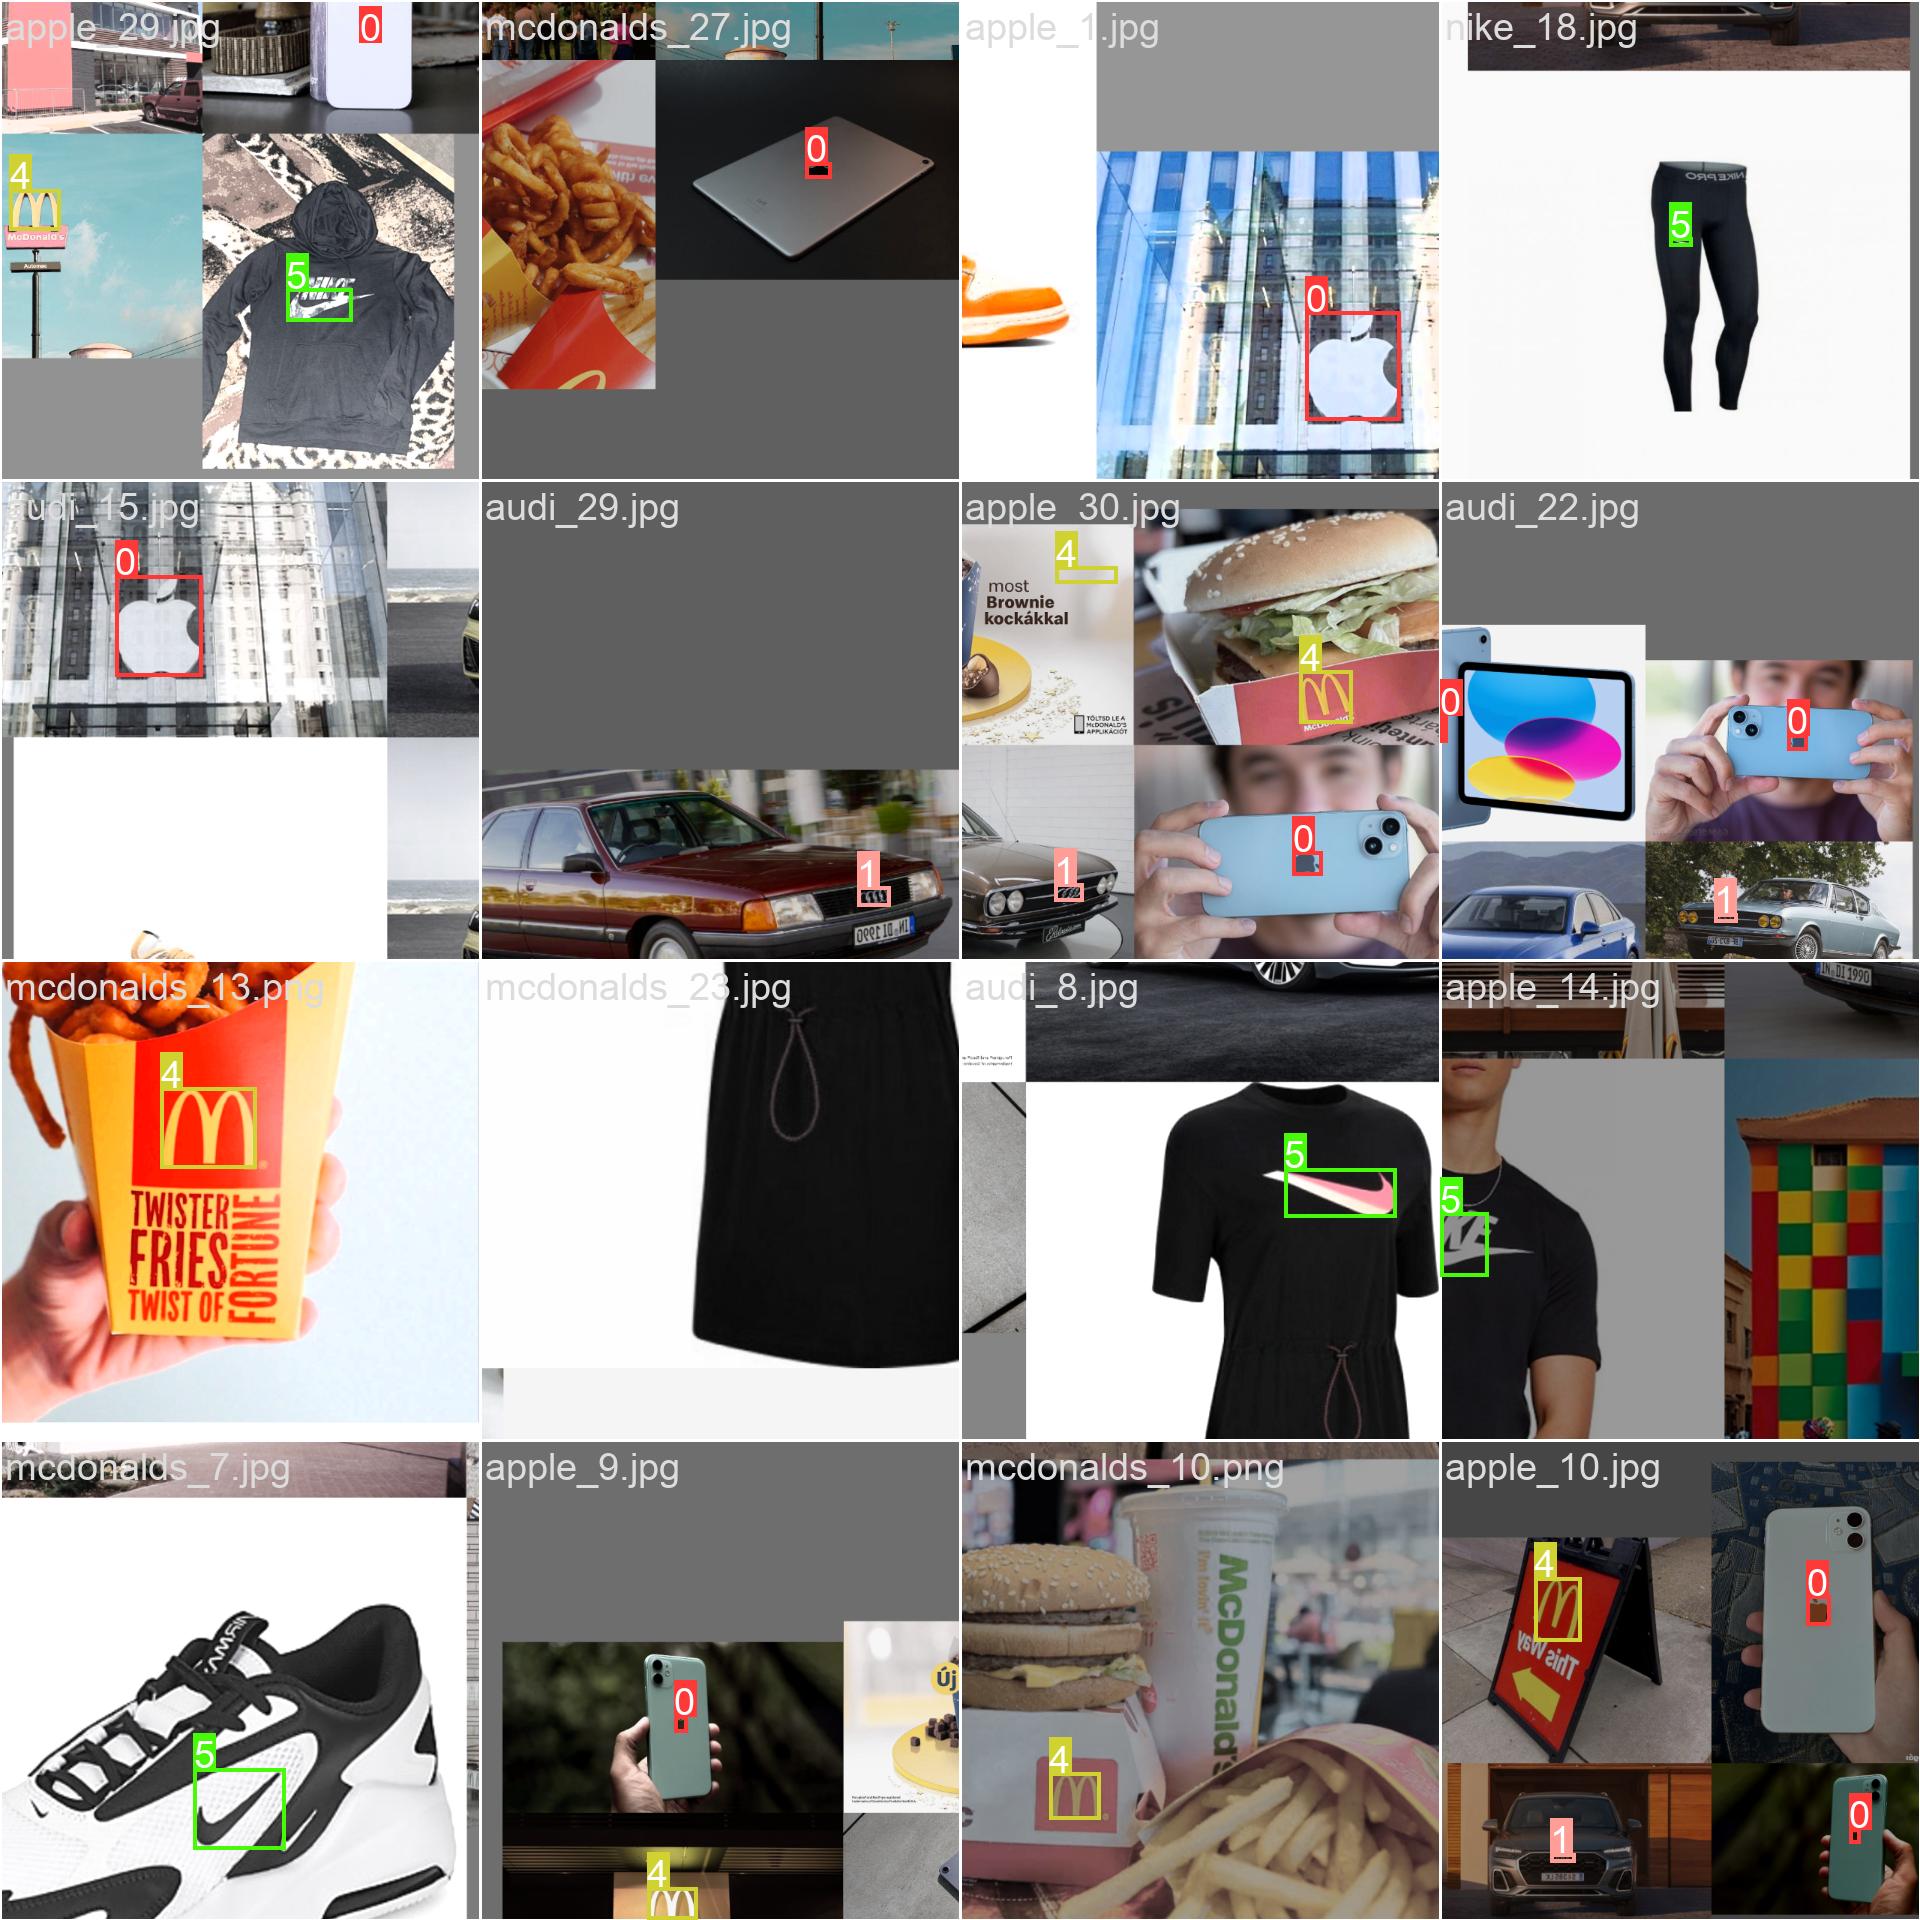 apple_29.jpg
0
4
McDonald's
5
NIKE
mcdonalds_27.jpg
0
apple_1.jpg
0
nike_18.jpg
NIKEPRO
5
audi_15.jpg
0
audi_29.jpg
1
IN DI 1990
apple_30.jpg
4
most
Brownie
kockákkal
TÖLTSD LE A
McDONALD'S
APPLIKÁCIÓT
4
McDonald's
1
0
audi_22.jpg
0
0
1
mcdonalds_13.png
4
TWISTER
FRIES
TWIST OF
FORTUNE
mcdonalds_23.jpg
audi_8.jpg
5
apple_14.jpg
IN DI 1990
5
mcdonalds_7.jpg
5
apple_9.jpg
0
Új
4
mcdonalds_10.png
McDonald's
i'm lovin' it
4
apple_10.jpg
4
This Way
0
1
0